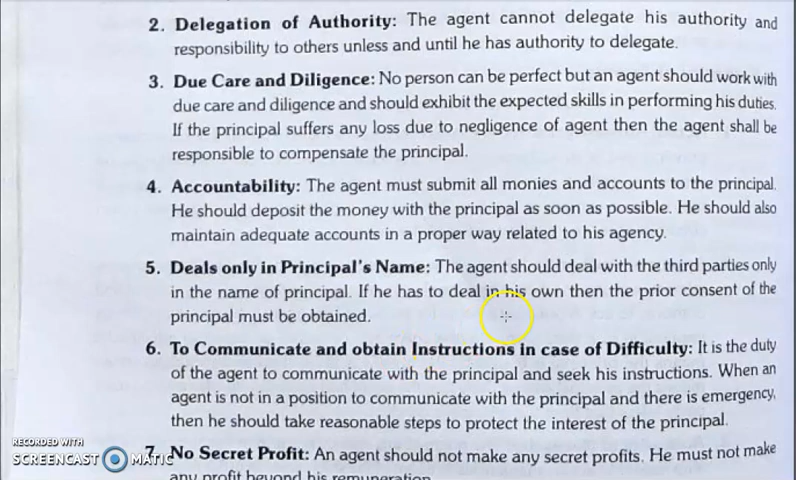 2. Delegation of Authority: The agent cannot delegate his authority and
responsibility to others unless and until he has authority to delegate.
3. Due Care and Diligence: No person can be perfect but an agent should work with
due care and diligence and should exhibit the expected skills in performing his duties.
If the principal suffers any loss due to negligence of agent then the agent shall be
responsible to compensate the principal.
4. Accountability: The agent must submit all monies and accounts to the principal.
He should deposit the money with the principal as soon as possible. He should also
maintain adequate accounts in a proper way related to his agency.
5. Deals only in Principal's Name: The agent should deal with the third parties only
in the name of principal. If he has to deal in his own then the prior consent of the
principal must be obtained.
6. To Communicate and obtain Instructions in case of Difficulty: It is the duty
of the agent to communicate with the principal and seek his instructions. When an
agent is not in a position to communicate with the principal and there is emergency,
then he should take reasonable steps to protect the interest of the principal.
7. No Secret Profit: An agent should not make any secret profits. He must not make
any profit beyond his remuneration.
RECORDED WITH
SCREENCAST MATIC